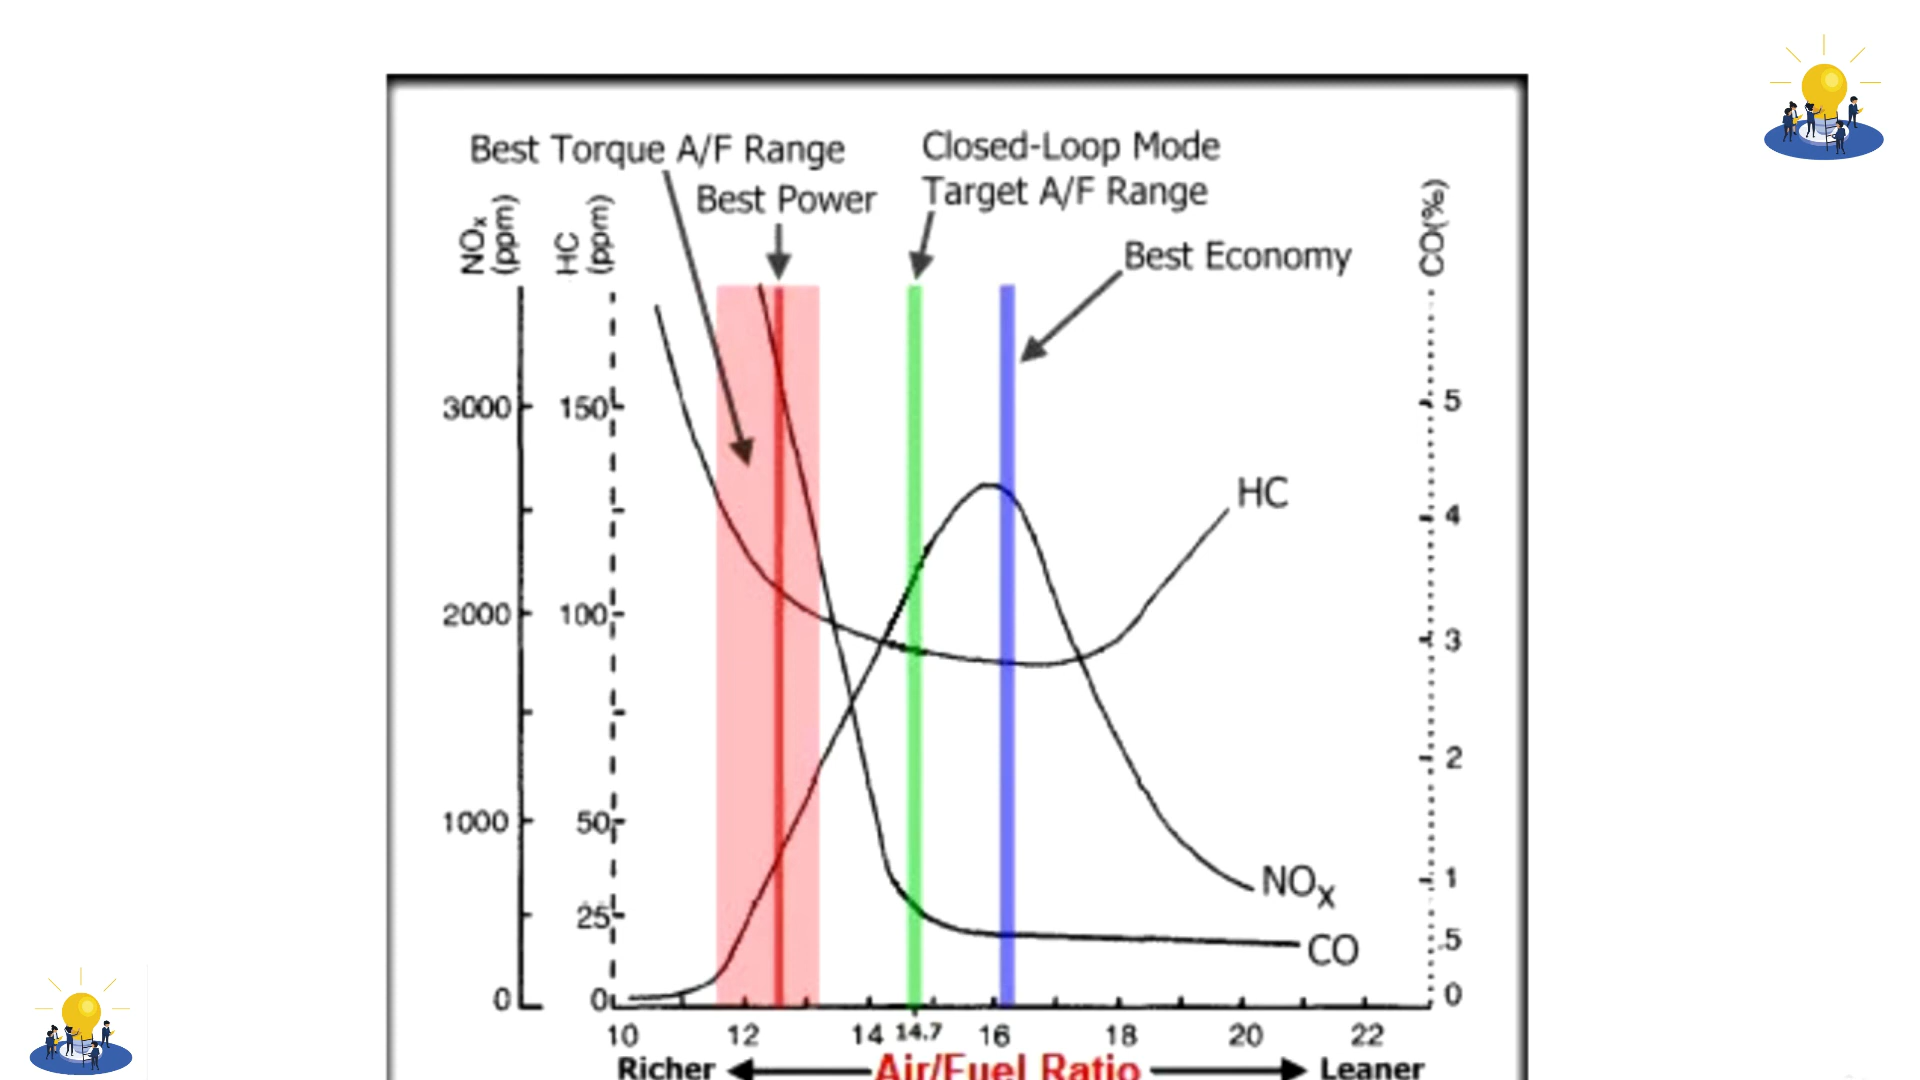 Best Torque A/F Range
Best Power
Closed-Loop Mode
Target A/F Range
Best Economy
NOx
(ppm)
HC
(ppm)
CO(%)
3000
2000
1000
0
150
100
50
25
0
5
4
3
2
1
.5
0
HC
NOX
CO
10 12 14 14.7 16 18 20 22
Richer Air/Fuel Ratio Leaner